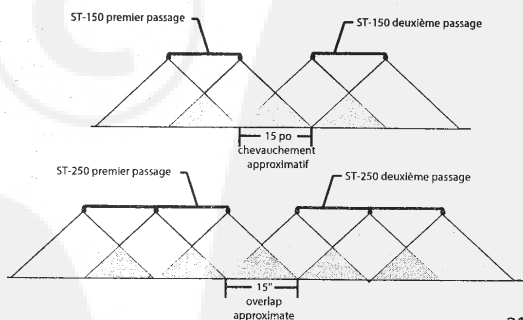 ST-150 premier passage
ST-150 deuxième passage
15 po
chevauchement
approximatif
ST-250 premier passage
ST-250 deuxième passage
15"
overlap
approximate